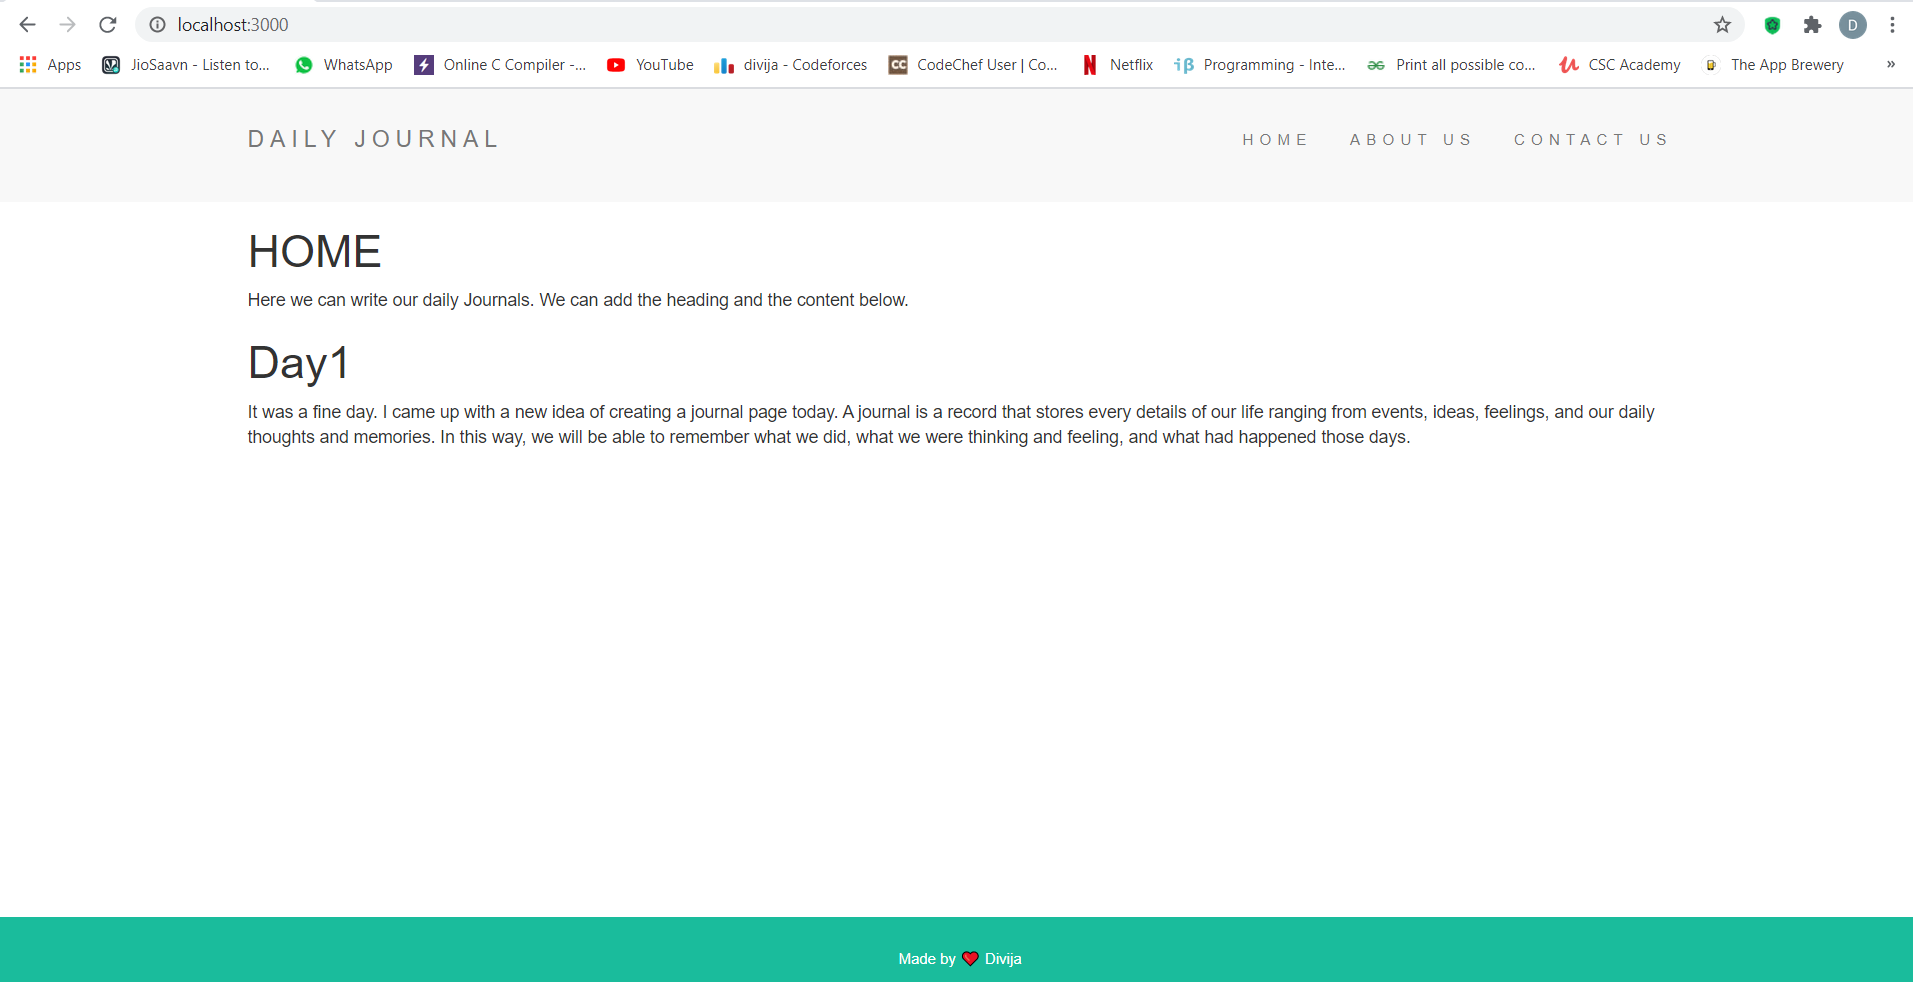 localhost:3000
D
Apps JioSaavn - Listen to... WhatsApp Online C Compiler -... YouTube divija - Codeforces CC CodeChef User | Co... N Netflix iβ Programming - Inte... Print all possible co... CSC Academy The App Brewery »
DAILY JOURNAL HOME ABOUT US CONTACT US
HOME
Here we can write our daily Journals. We can add the heading and the content below.
Day1
It was a fine day. I came up with a new idea of creating a journal page today. A journal is a record that stores every details of our life ranging from events, ideas, feelings, and our daily
thoughts and memories. In this way, we will be able to remember what we did, what we were thinking and feeling, and what had happened those days.
Made by ❤ Divija